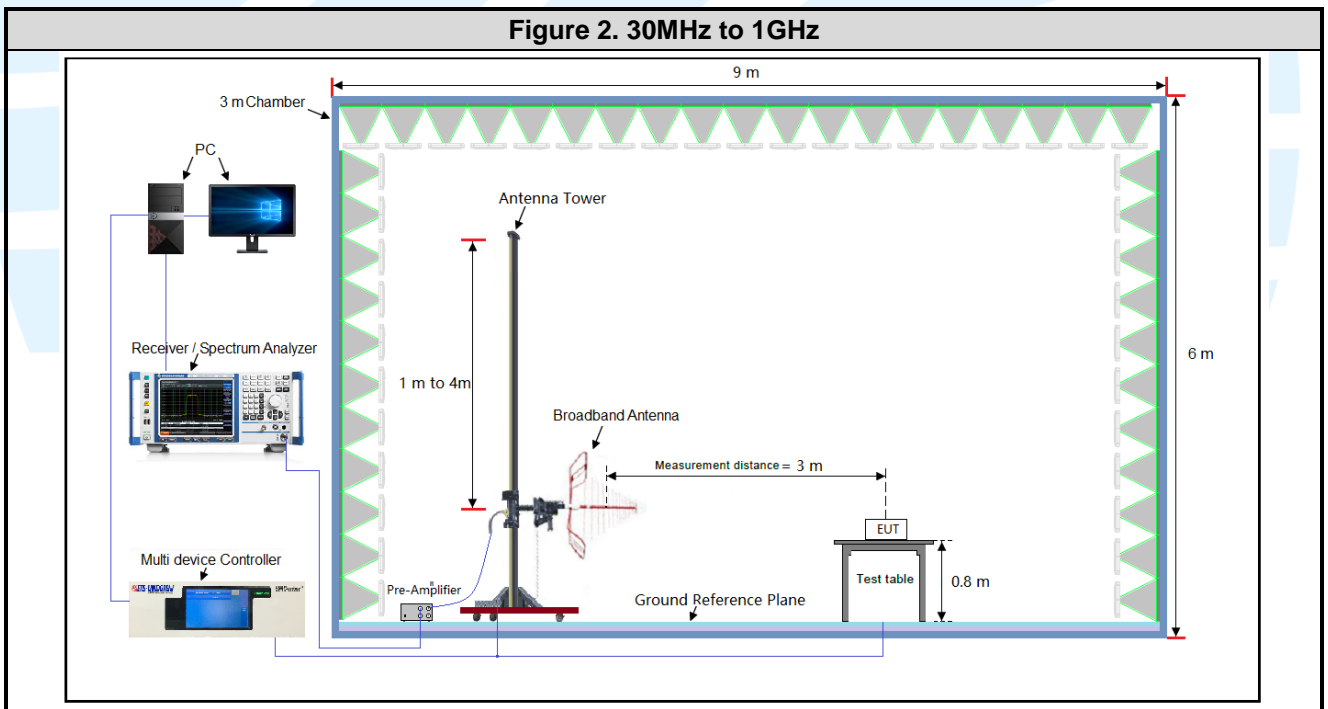 Figure 2. 30MHz to 1GHz
9 m
3 m Chamber
PC
Antenna Tower
Receiver / Spectrum Analyzer
1 m to 4m
6 m
Broadband Antenna
Measurement distance = 3 m
EUT
Multi device Controller
Pre-Amplifier
Test table
0.8 m
Ground Reference Plane